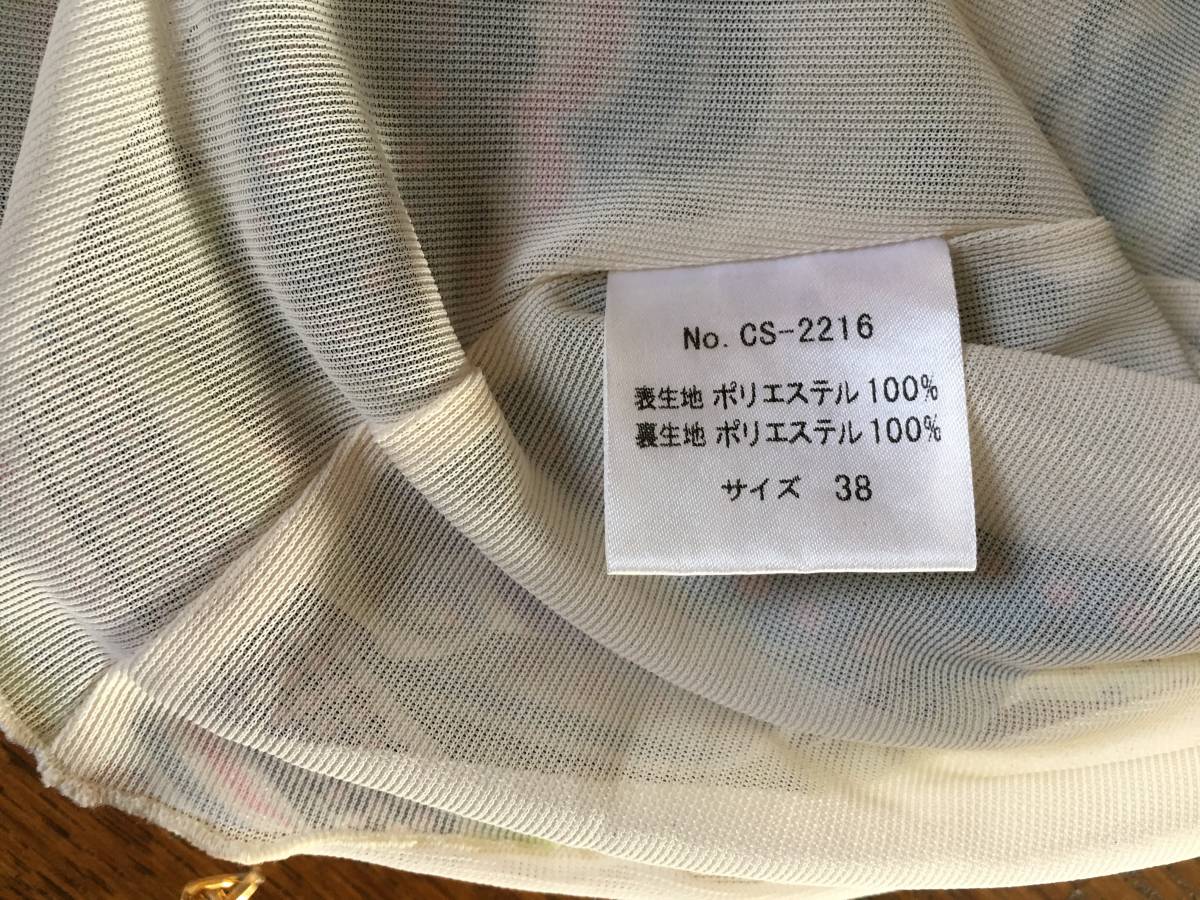 No. CS-2216
表生地 ポリエステル 100%
裏生地 ポリエステル 100%
サイズ 38